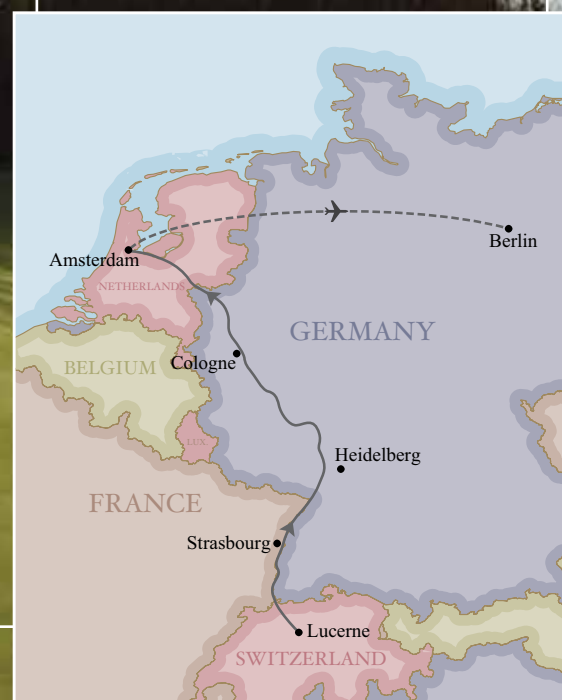 Berlin
Amsterdam
NETHERLANDS
GERMANY
BELGIUM
Cologne
LUX.
Heidelberg
FRANCE
Strasbourg
Lucerne
SWITZERLAND